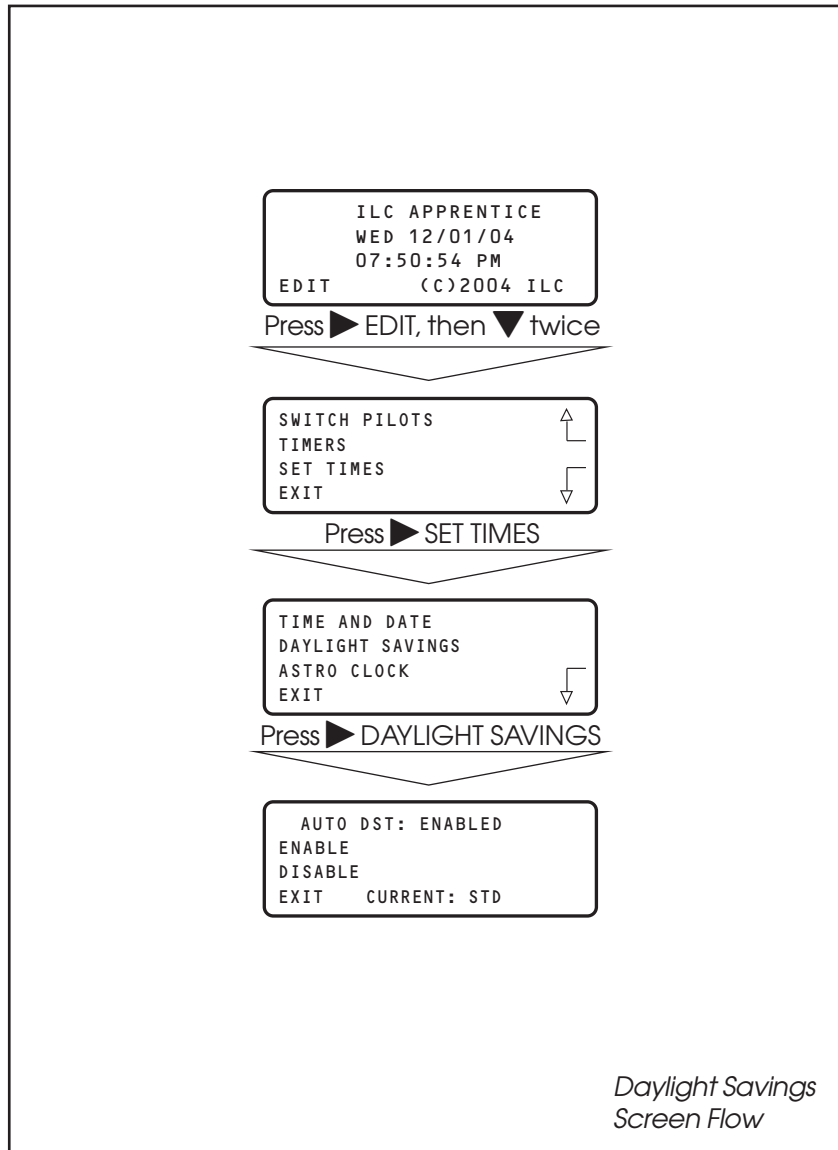 ILC APPRENTICE
WED 12/01/04
07:50:54 PM
EDIT (C)2004 ILC
Press ▶ EDIT, then ▼ twice
SWITCH PILOTS
TIMERS
SET TIMES
EXIT
Press ▶ SET TIMES
TIME AND DATE
DAYLIGHT SAVINGS
ASTRO CLOCK
EXIT
Press ▶ DAYLIGHT SAVINGS
AUTO DST: ENABLED
ENABLE
DISABLE
EXIT CURRENT: STD
Daylight Savings
Screen Flow